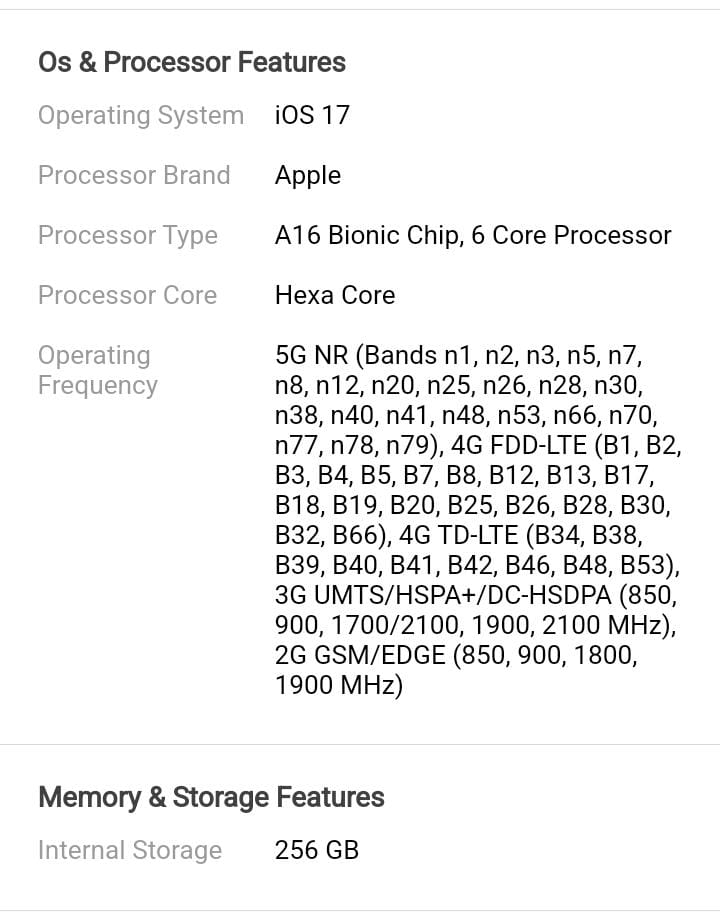 Os & Processor Features
Operating System iOS 17
Processor Brand Apple
Processor Type A16 Bionic Chip, 6 Core Processor
Processor Core Hexa Core
Operating Frequency 5G NR (Bands n1, n2, n3, n5, n7,
n8, n12, n20, n25, n26, n28, n30,
n38, n40, n41, n48, n53, n66, n70,
n77, n78, n79), 4G FDD-LTE (B1, B2,
B3, B4, B5, B7, B8, B12, B13, B17,
B18, B19, B20, B25, B26, B28, B30,
B32, B66), 4G TD-LTE (B34, B38,
B39, B40, B41, B42, B46, B48, B53),
3G UMTS/HSPA+/DC-HSDPA (850,
900, 1700/2100, 1900, 2100 MHz),
2G GSM/EDGE (850, 900, 1800,
1900 MHz)
Memory & Storage Features
Internal Storage 256 GB